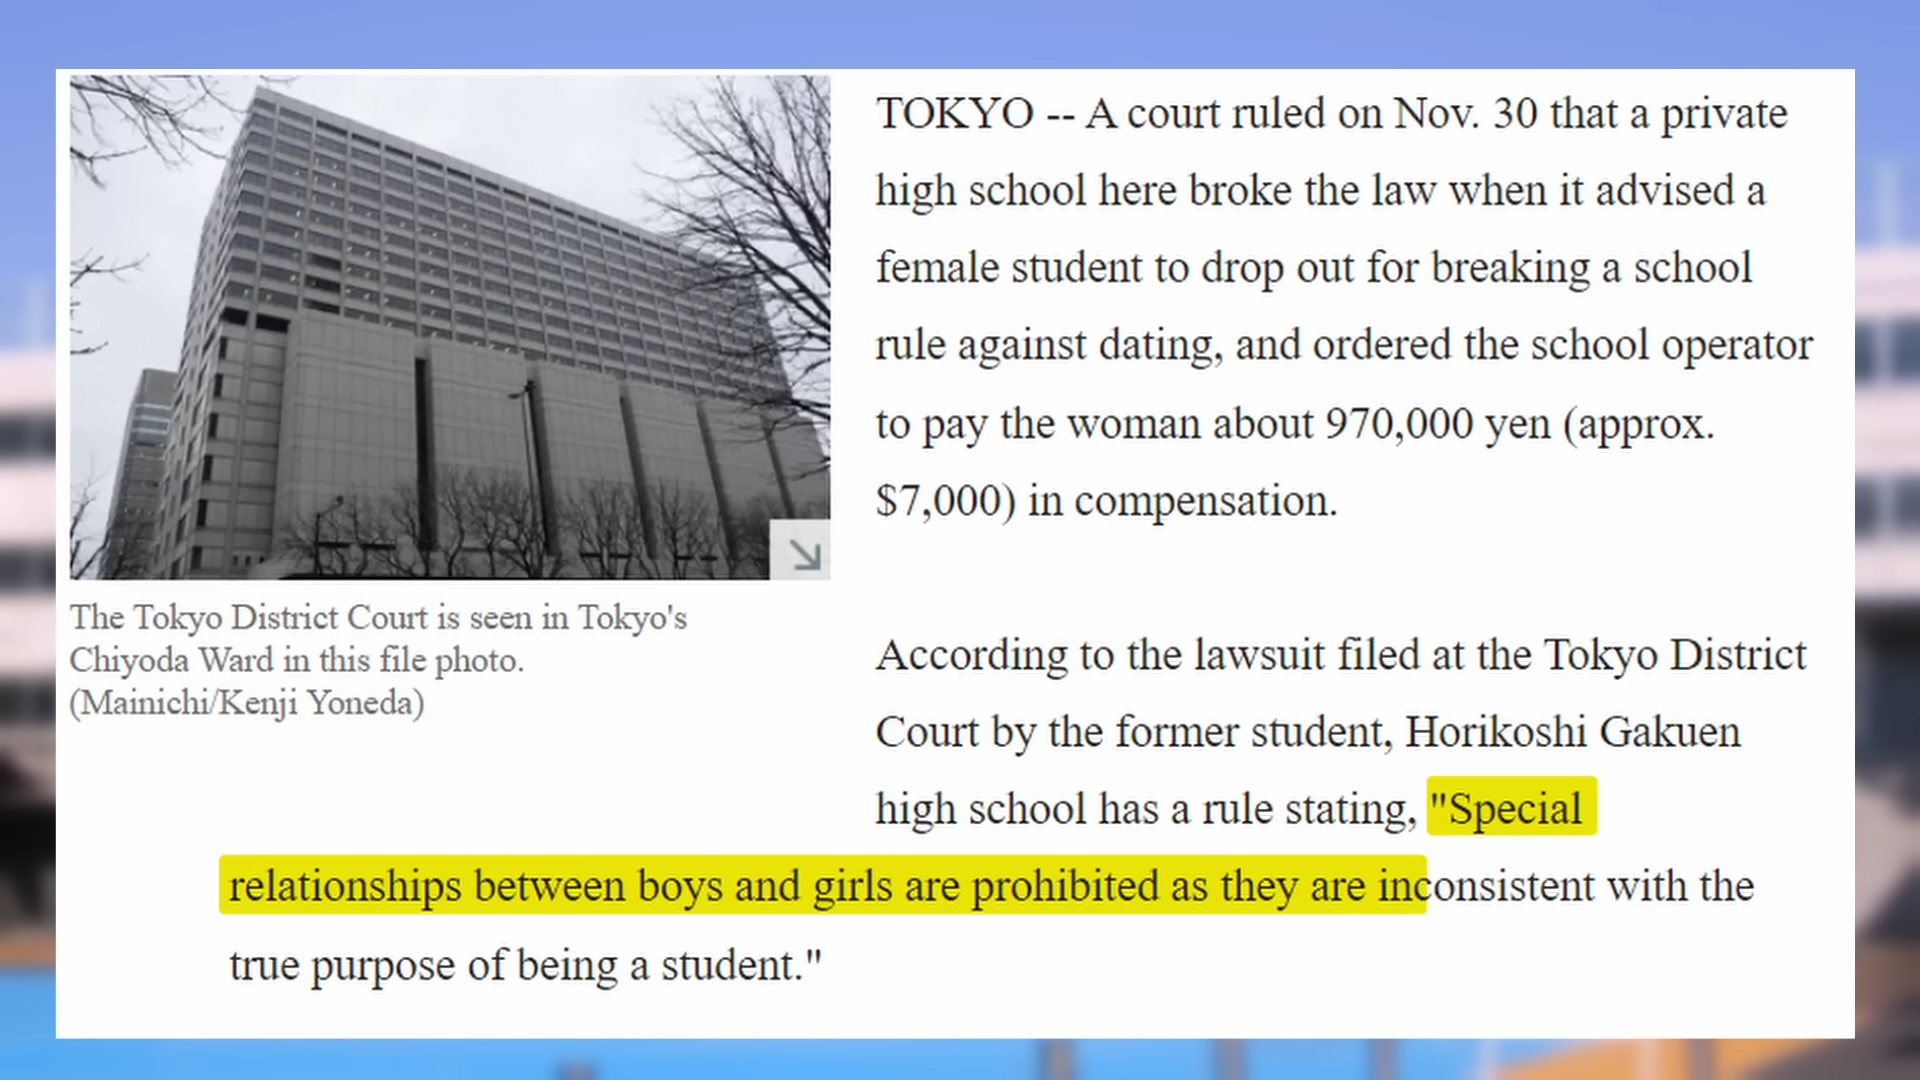 TOKYO -- A court ruled on Nov. 30 that a private
high school here broke the law when it advised a
female student to drop out for breaking a school
rule against dating, and ordered the school operator
to pay the woman about 970,000 yen (approx.
$7,000) in compensation.
The Tokyo District Court is seen in Tokyo's
Chiyoda Ward in this file photo.
(Mainichi/Kenji Yoneda)
According to the lawsuit filed at the Tokyo District
Court by the former student, Horikoshi Gakuen
high school has a rule stating, "Special
relationships between boys and girls are prohibited as they are inconsistent with the
true purpose of being a student."